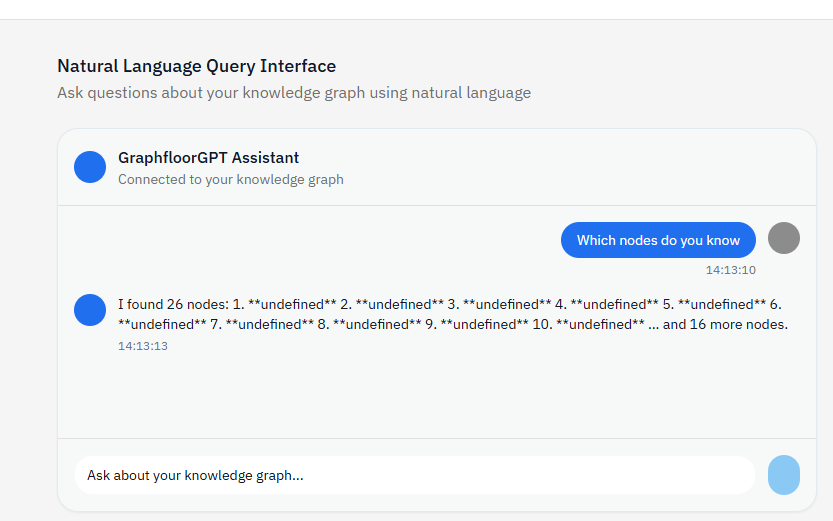 Natural Language Query Interface
Ask questions about your knowledge graph using natural language
GraphfloorGPT Assistant
Connected to your knowledge graph
Which nodes do you know
14:13:10
I found 26 nodes: 1. **undefined** 2. **undefined** 3. **undefined** 4. **undefined** 5. **undefined** 6.
**undefined** 7. **undefined** 8. **undefined** 9. **undefined** 10. **undefined** ... and 16 more nodes.
14:13:13
Ask about your knowledge graph...